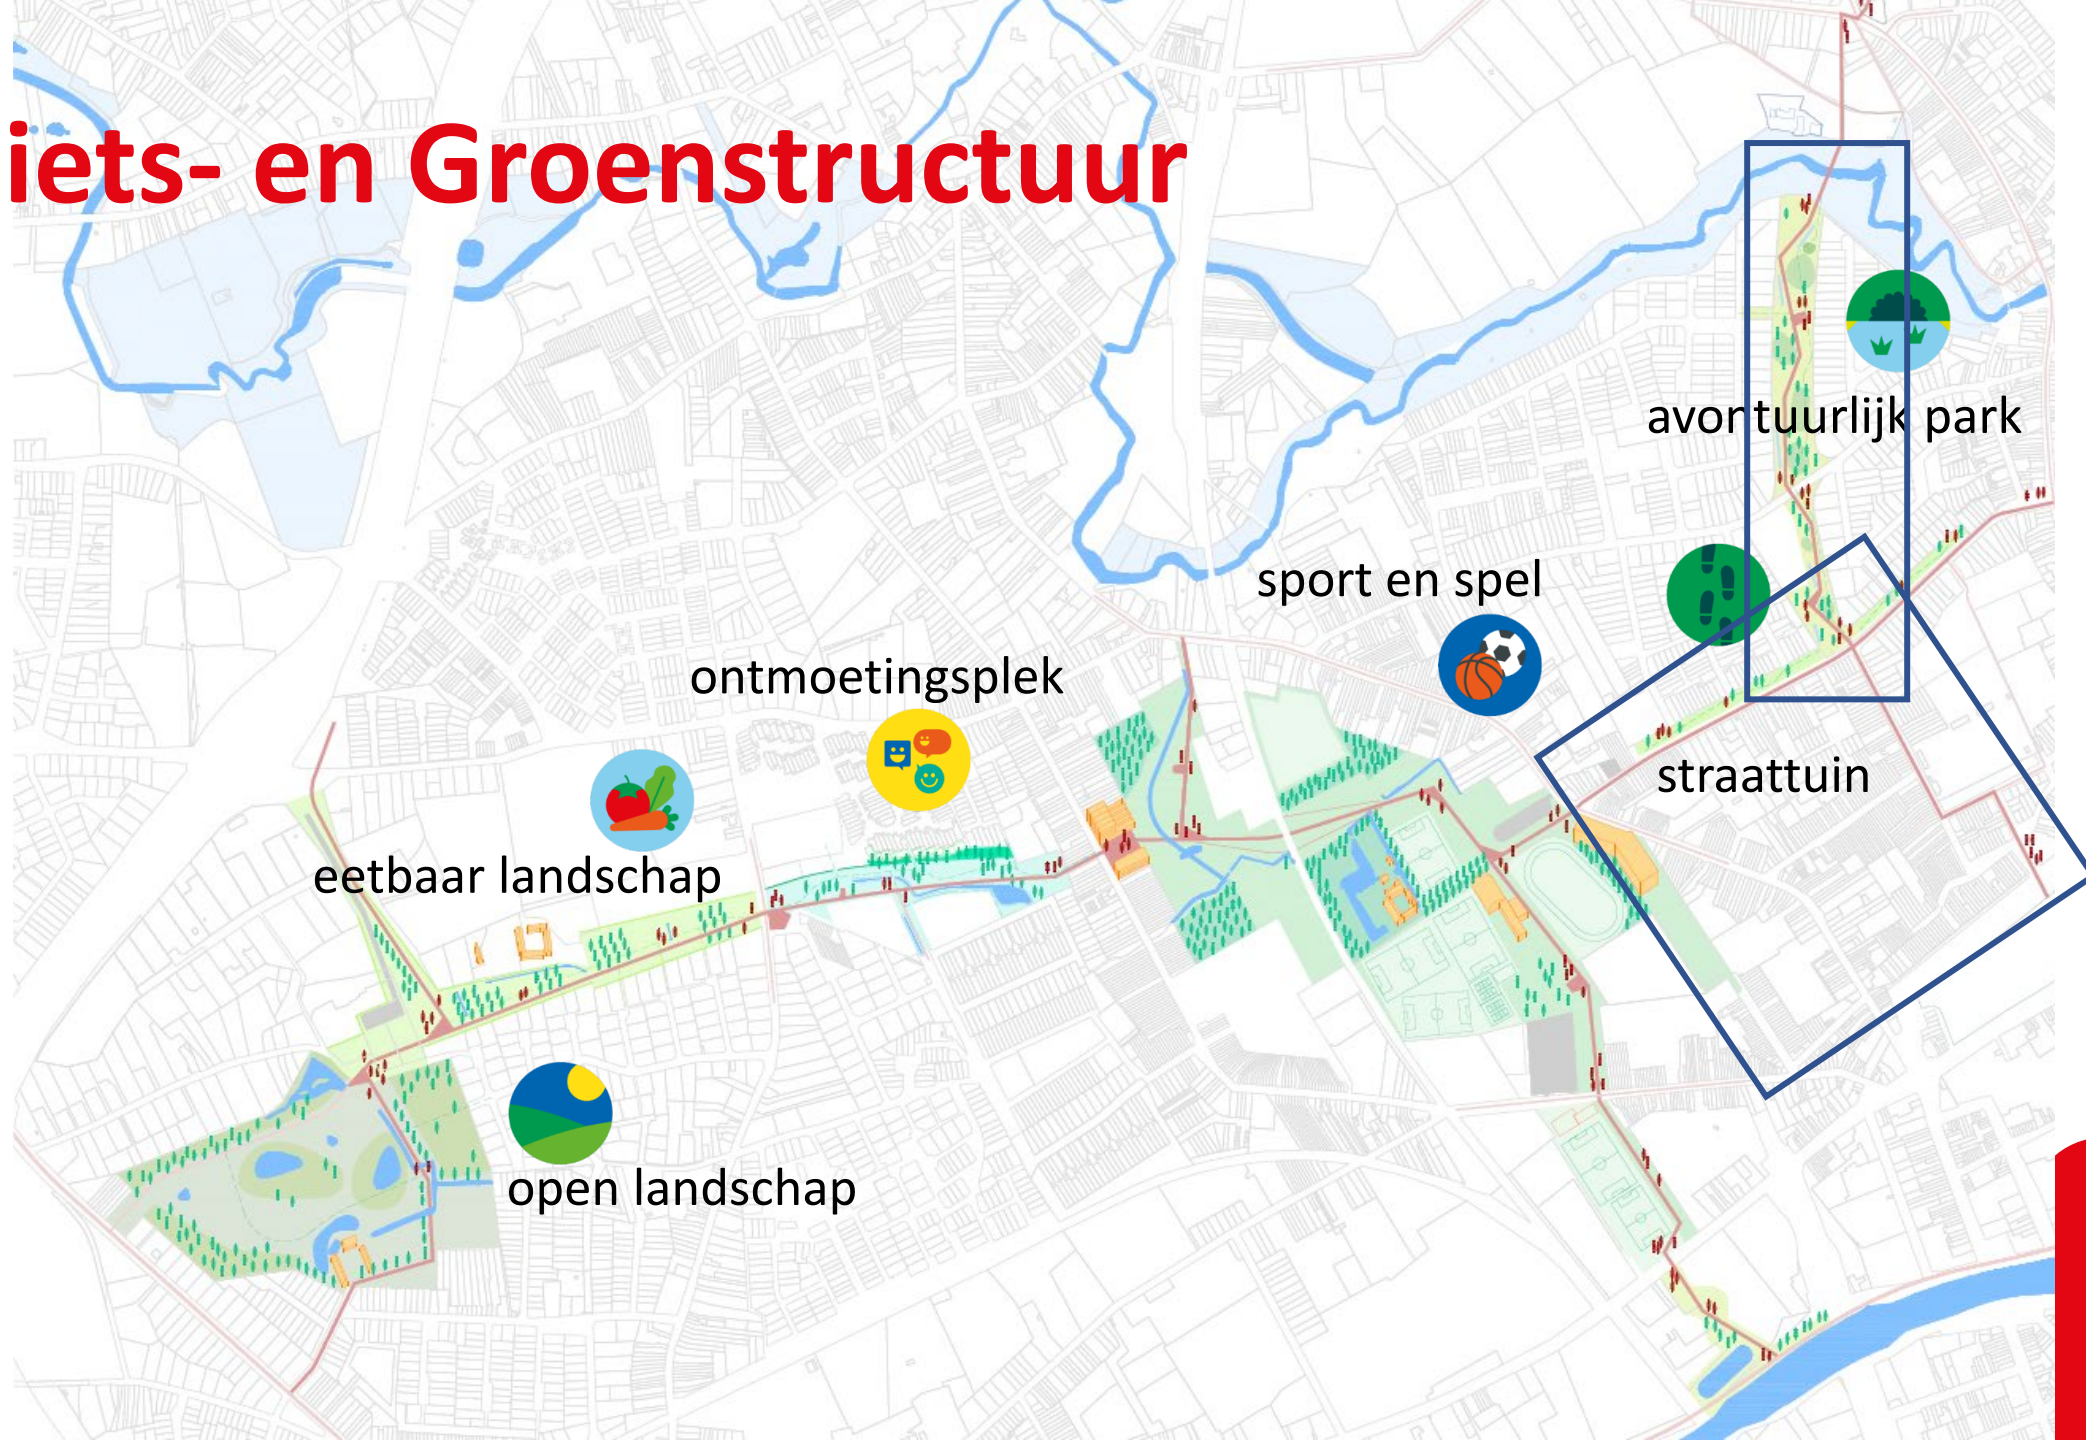 iets- en Groenstructuur
avontuurlijk park
sport en spel
ontmoetingsplek
straattuin
eetbaar landschap
open landschap